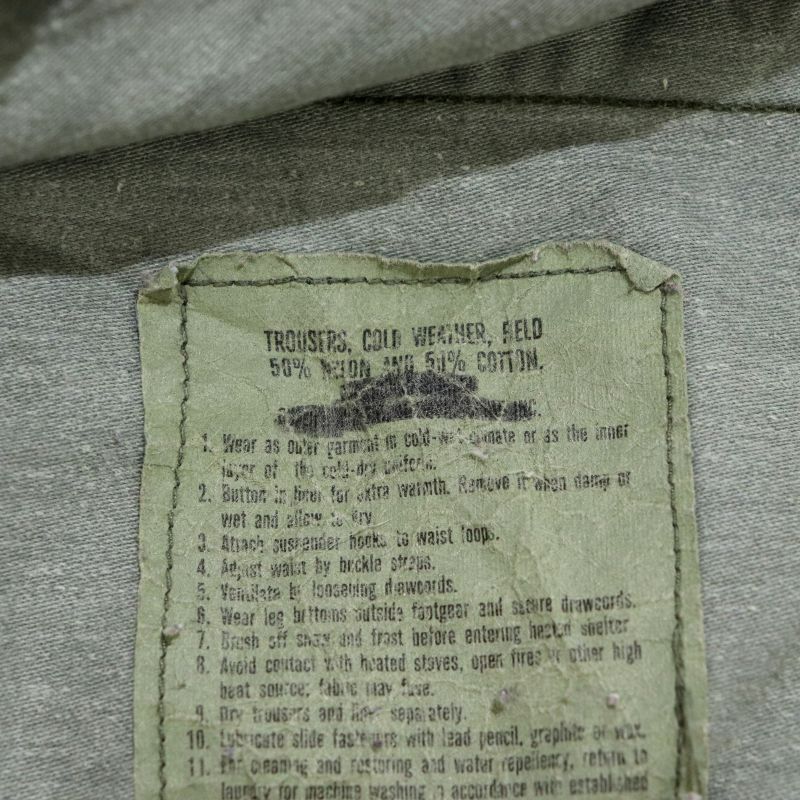 TROUSERS, COLD WEATHER, FIELD
50% NYLON AND 50% COTTON.
INC.
1. Wear as outer garment in cold-wet climate or as the inner
layer of the cold-dry uniform.
2. Button in liner for extra warmth. Remove it when damp or
wet and allow to dry.
3. Attach suspender hooks to waist loops.
4. Adjust waist by buckle straps.
5. Ventilate by loosening drawcords.
6. Wear leg bottoms outside footgear and secure drawcords.
7. Brush off snow and frost before entering heated shelter
8. Avoid contact with heated stoves, open fires or other high
heat source; fabric may fuse.
9. Dry trousers and liner separately.
10. Lubricate slide fasteners with lead pencil, graphite or wax.
11. For cleaning and restoring and water repellency, return to
laundry for machine washing in accordance with established